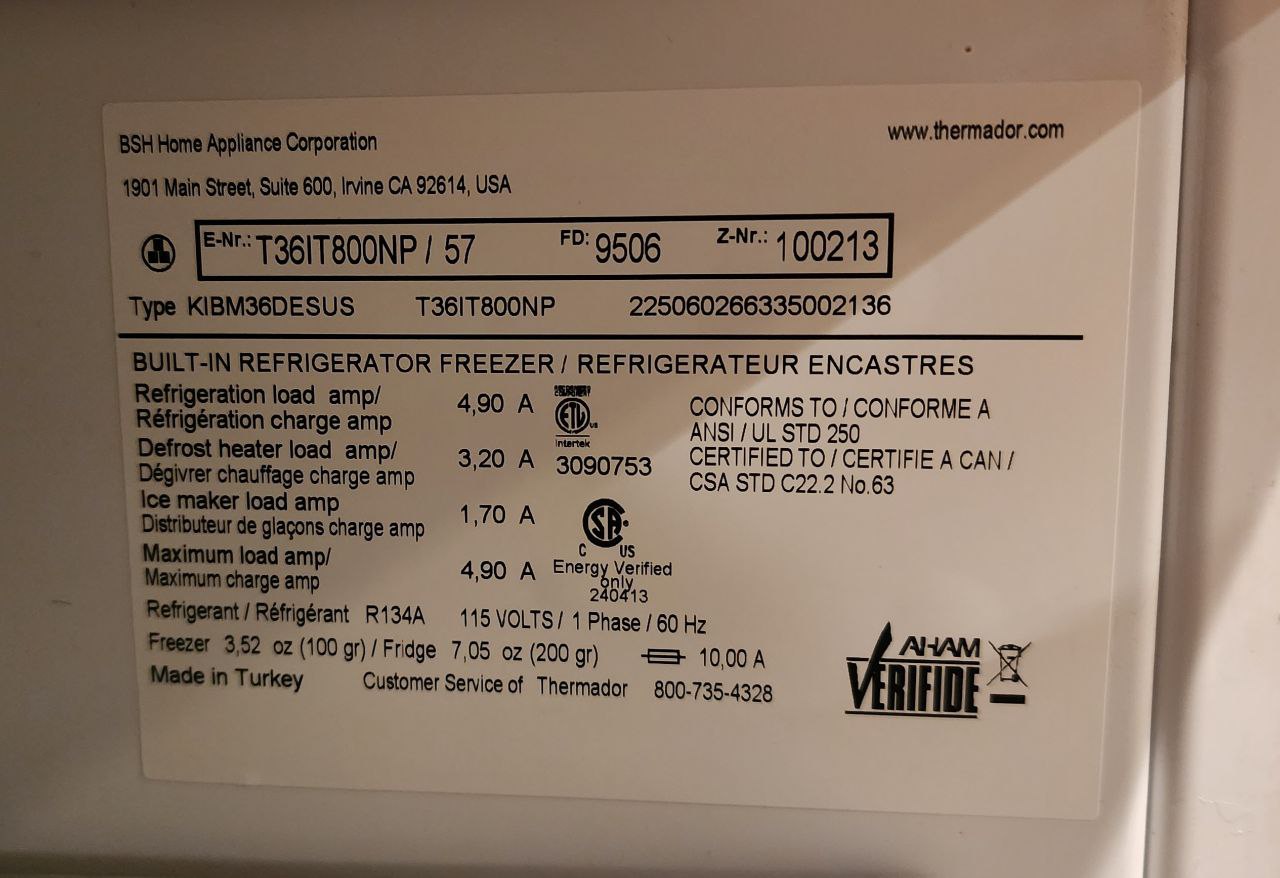 BSH Home Appliance Corporation
www.thermador.com
1901 Main Street, Suite 600, Irvine CA 92614, USA
E-Nr.: T36IT800NP / 57 FD: 9506 Z-Nr.: 100213
Type KIBM36DESUS T36IT800NP 225060266335002136
BUILT-IN REFRIGERATOR FREEZER / REFRIGERATEUR ENCASTRES
Refrigeration load amp/
Réfrigération charge amp
4,90 A
Defrost heater load amp/
Dégivrer chauffage charge amp
3,20 A
Ice maker load amp
Distributeur de glaçons charge amp
1,70 A
Maximum load amp/
Maximum charge amp
4,90 A
ETL
US
Intertek
3090753
CONFORMS TO / CONFORME A
ANSI / UL STD 250
CERTIFIED TO / CERTIFIE A CAN /
CSA STD C22.2 No.63
SA
C US
Energy Verified
only
240413
Refrigerant / Réfrigérant R134A 115 VOLTS / 1 Phase / 60 Hz
Freezer 3,52 oz (100 gr) / Fridge 7,05 oz (200 gr) 10,00 A
Made in Turkey Customer Service of Thermador 800-735-4328
AHAM
VERIFIDE